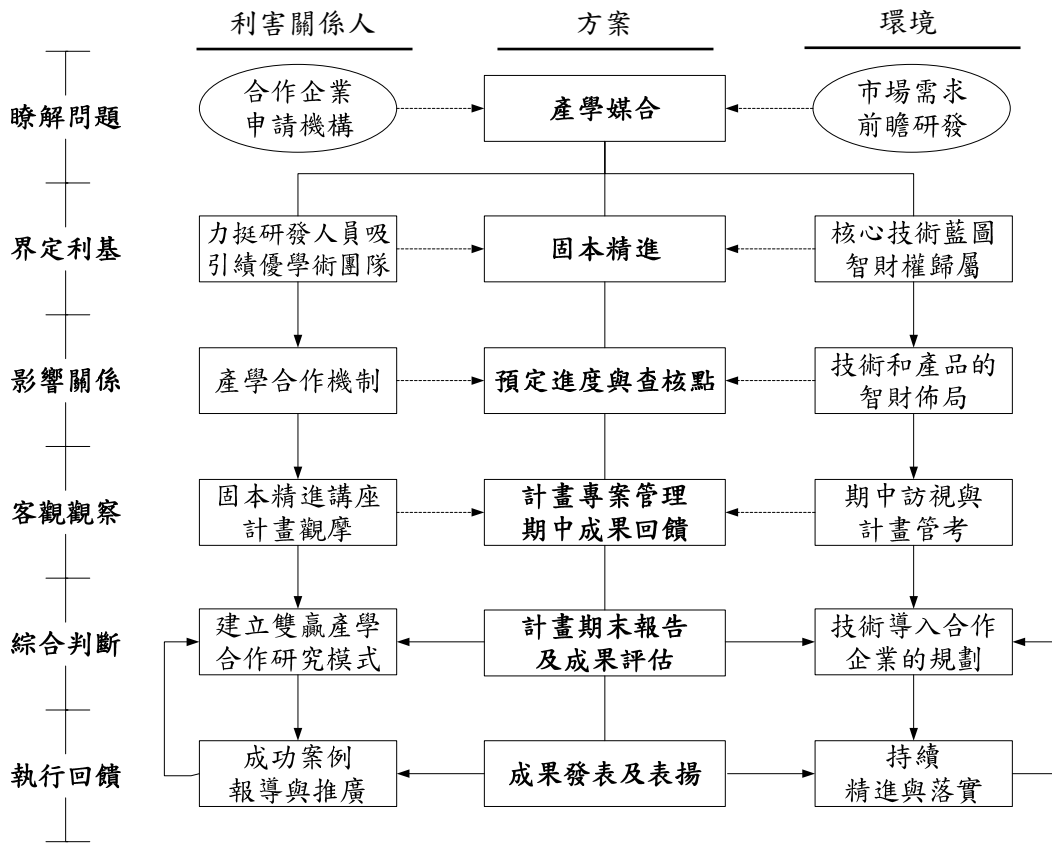 利害關係人
方案
環境
瞭解問題
合作企業
申請機構
產學媒合
市場需求
前瞻研發
界定利基
力挺研發人員吸
引績優學術團隊
固本精進
核心技術藍圖
智財權歸屬
影響關係
產學合作機制
預定進度與查核點
技術和產品的
智財佈局
客觀觀察
固本精進講座
計畫觀摩
計畫專案管理
期中成果回饋
期中訪視與
計畫管考
綜合判斷
建立雙贏產學
合作研究模式
計畫期末報告
及成果評估
技術導入合作
企業的規劃
執行回饋
成功案例
報導與推廣
成果發表及表揚
持續
精進與落實